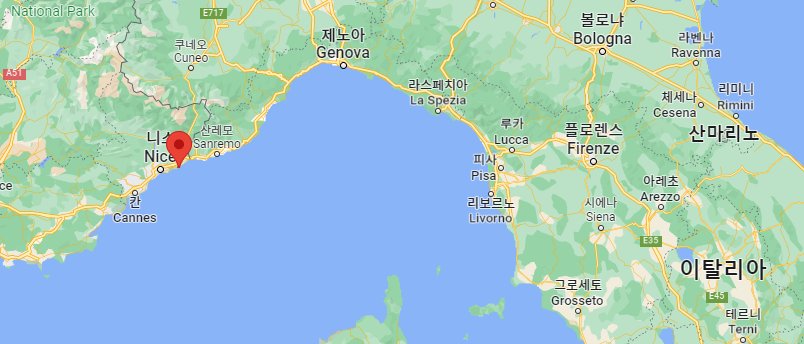 National Park
E717
A51
쿠네오
Cuneo
제노아
Genova
볼로냐
Bologna
라벤나
Ravenna
라스페치아
La Spezia
리미니
Rimini
체세나
Cesena
산마리노
산레모
Sanremo
Nice
루카
Lucca
플로렌스
Firenze
피사
Pisa
칸
Cannes
리보르노
Livorno
아레초
Arezzo
시에나
Siena
E35
이탈리아
그로세토
Grosseto
E45
테르니
Terni